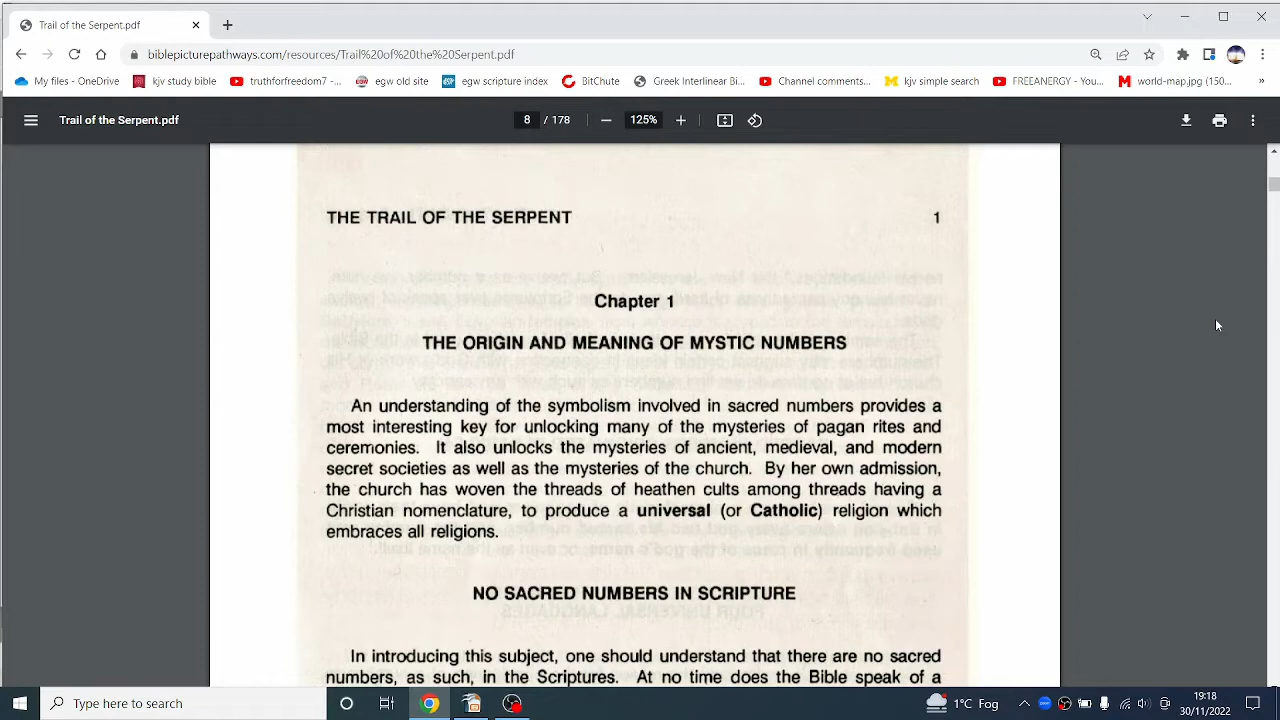 Trail of the Serpent.pdf
biblepicturepathways.com/resources/Trail%20of%20the%20Serpent.pdf
My files - OneDrive kjv study bible truthforfreedom7 -... egw old site egw scripture index BitChute Greek Interlinear Bi... Channel comments... kjv simple search FREEANERGY - You... world-map.jpg (150...
Trail of the Serpent.pdf 8 / 178 125%
THE TRAIL OF THE SERPENT 1
Chapter 1
THE ORIGIN AND MEANING OF MYSTIC NUMBERS
An understanding of the symbolism involved in sacred numbers provides a
most interesting key for unlocking many of the mysteries of pagan rites and
ceremonies. It also unlocks the mysteries of ancient, medieval, and modern
secret societies as well as the mysteries of the church. By her own admission,
the church has woven the threads of heathen cults among threads having a
Christian nomenclature, to produce a universal (or Catholic) religion which
embraces all religions.
NO SACRED NUMBERS IN SCRIPTURE
In introducing this subject, one should understand that there are no sacred
numbers, as such, in the Scriptures. At no time does the Bible speak of a
Type here to search
1°C Fog
19:18
30/11/2022